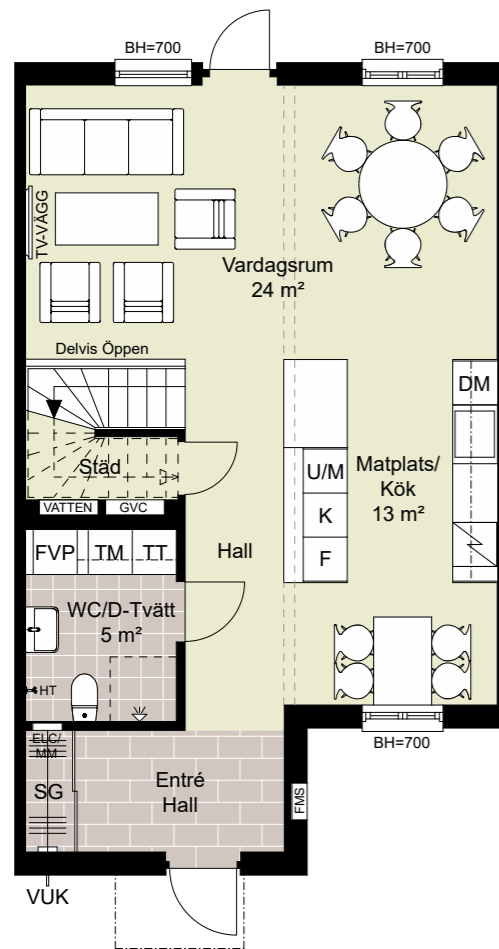 BH=700
BH=700
TV-VÄGG
Vardagsrum
24 m²
Delvis Öppen
DM
Städ
U/M
Matplats/
Kök
13 m²
K
VATTEN
GVC
F
Hall
FVP
TM
TT
WC/D-Tvätt
5 m²
HT
ELC/
MM
BH=700
SG
Entré
Hall
FMS
VUK